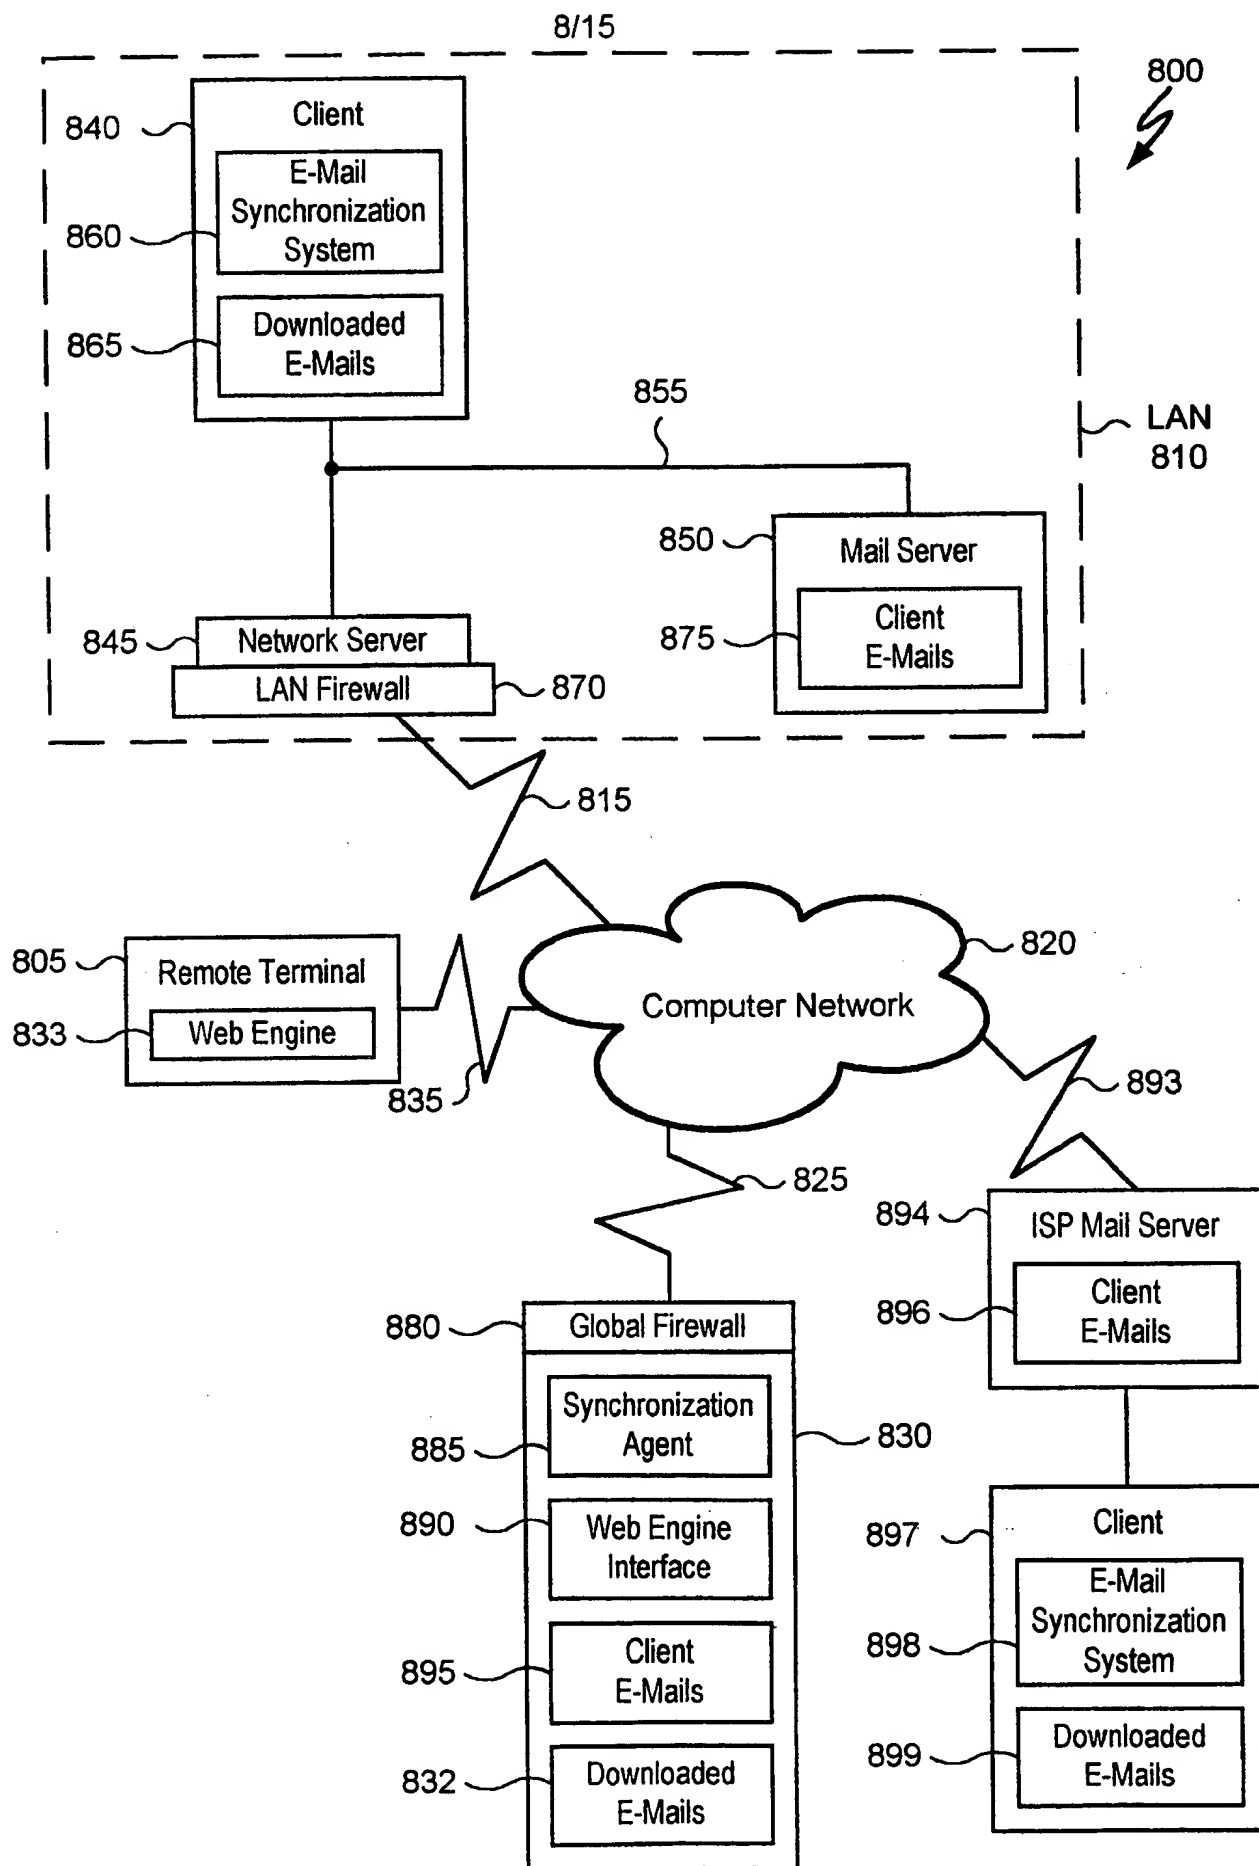 8/15
800
840
Client
E-Mail
Synchronization
System
860
Downloaded
E-Mails
865
855
LAN
810
850
Mail Server
Client
E-Mails
875
845
Network Server
LAN Firewall
870
815
820
Computer Network
805
Remote Terminal
833
Web Engine
835
893
825
894
ISP Mail Server
Client
E-Mails
896
880
Global Firewall
Synchronization
Agent
885
830
890
Web Engine
Interface
Client
E-Mails
895
832
Downloaded
E-Mails
897
Client
E-Mail
Synchronization
System
898
Downloaded
E-Mails
899